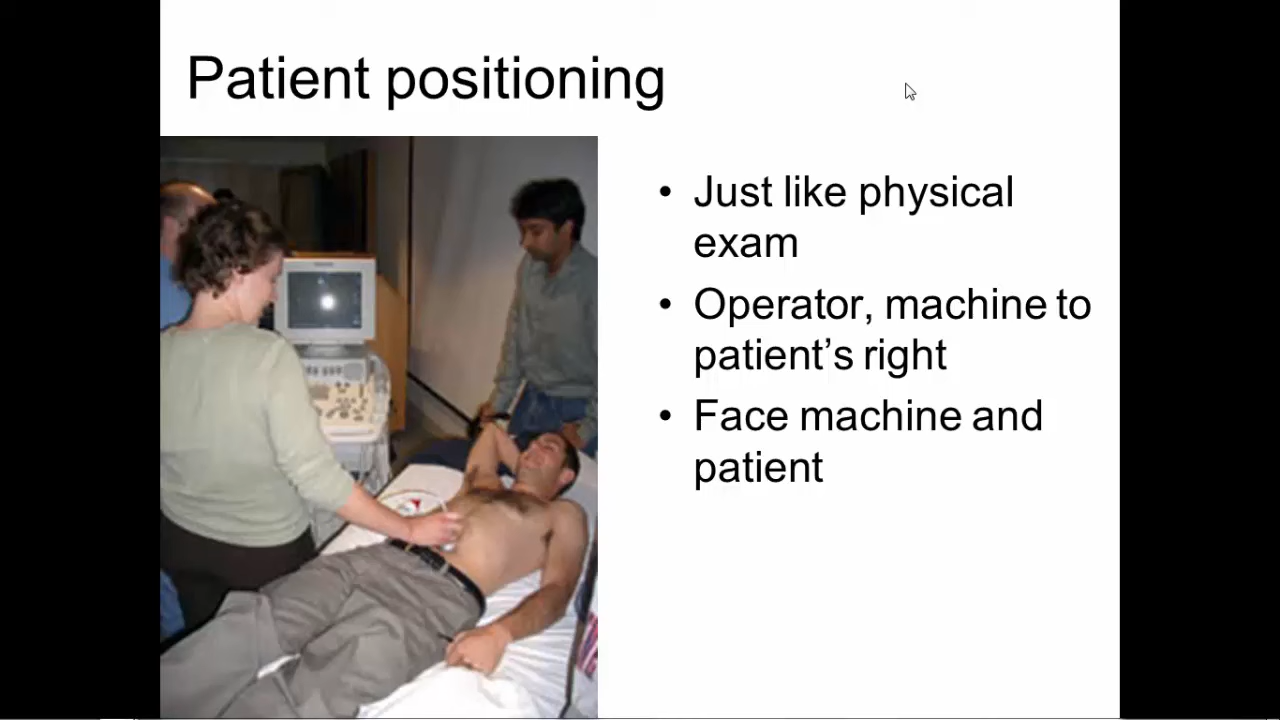 Patient positioning
• Just like physical
exam
• Operator, machine to
patient’s right
• Face machine and
patient